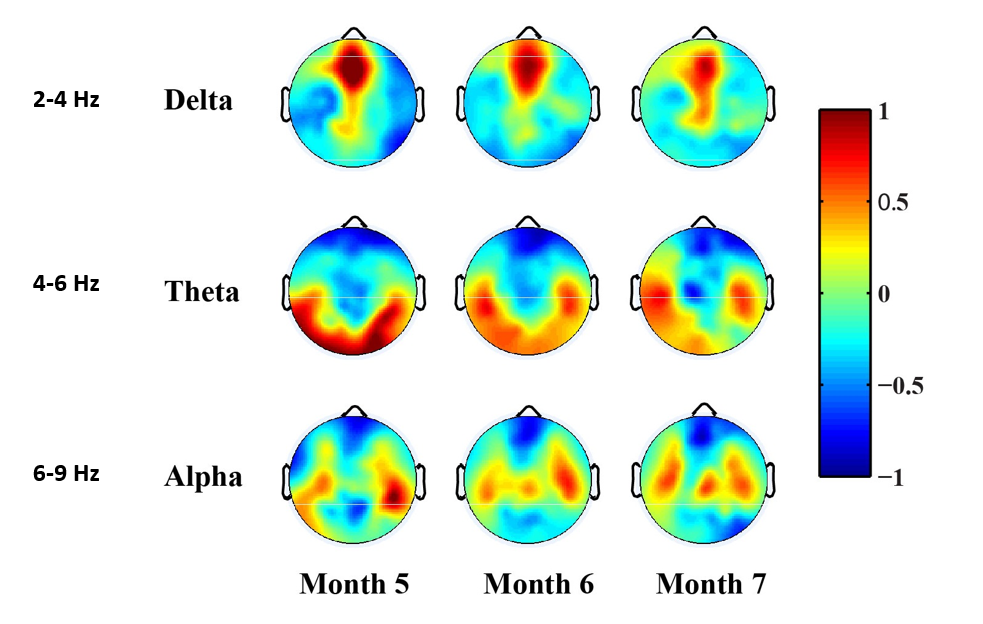 2-4 Hz Delta
1
0.5
4-6 Hz Theta
0
−0.5
6-9 Hz Alpha
−1
Month 5 Month 6 Month 7